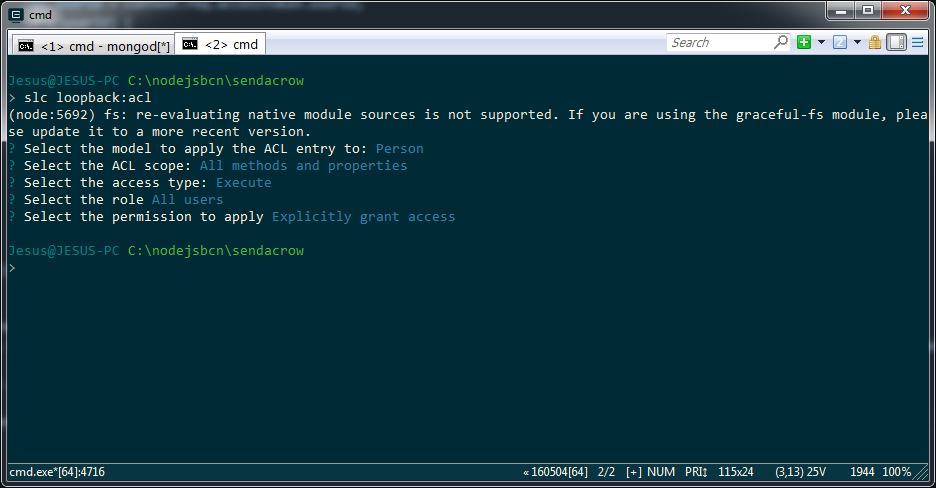 cmd
<1> cmd - mongod[*]
<2> cmd
Search
Jesus@JESUS-PC C:\nodejsbcn\sendacrow
> slc loopback:acl
(node:5692) fs: re-evaluating native module sources is not supported. If you are using the graceful-fs module, plea
se update it to a more recent version.
? Select the model to apply the ACL entry to: Person
? Select the ACL scope: All methods and properties
? Select the access type: Execute
? Select the role All users
? Select the permission to apply Explicitly grant access
Jesus@JESUS-PC C:\nodejsbcn\sendacrow
>
cmd.exe*[64]:4716 « 160504[64] 2/2 [+] NUM PRI↕ 115x24 (3,13) 25V 1944 100%